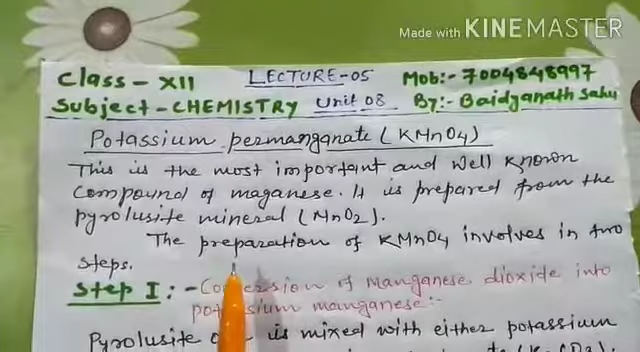 Made with KINEMASTER
Class - XII LECTURE-05 Mob:- 7004848997
Subject - CHEMISTRY Unit 08 By:- Baidyanath Sahu
Potassium permanganate (KMnO4)
This is the most important and well known
compound of maganese. It is prepared from the
pyrolusite mineral (MnO2).
The preparation of KMnO4 involves in two
steps.
Step I :- Conversion of Manganese dioxide into
potassium manganese:-
Pyrolusite is mixed with either potassium